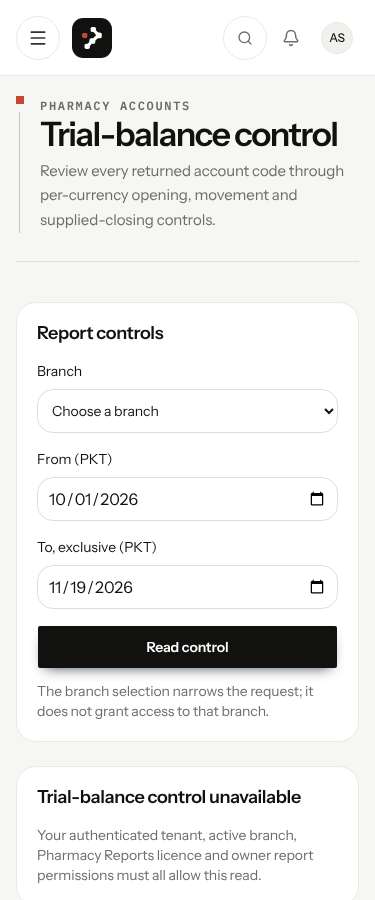 AS
PHARMACY ACCOUNTS
Trial-balance control
Review every returned account code through
per-currency opening, movement and
supplied-closing controls.
Report controls
Branch
Choose a branch
From (PKT)
10/01/2026
To, exclusive (PKT)
11/19/2026
Read control
The branch selection narrows the request; it
does not grant access to that branch.
Trial-balance control unavailable
Your authenticated tenant, active branch,
Pharmacy Reports licence and owner report
permissions must all allow this read.